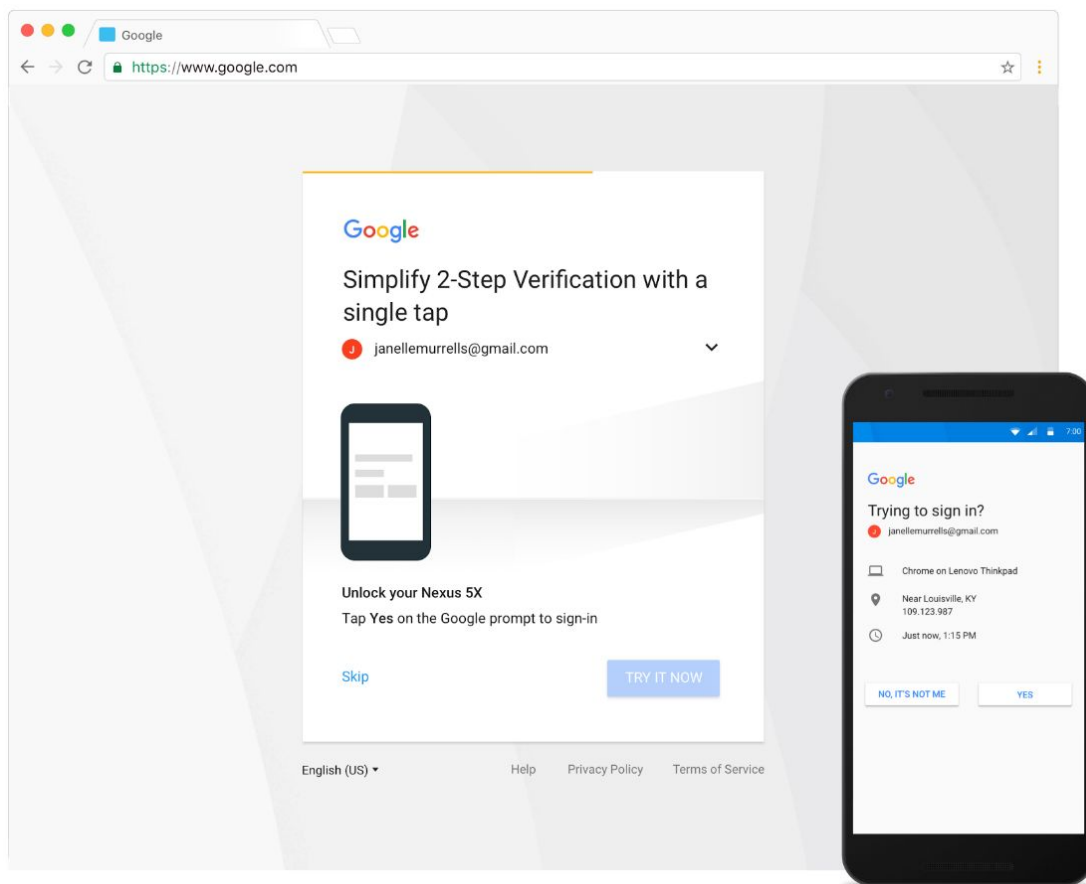 Google
https://www.google.com
Google
Simplify 2-Step Verification with a
single tap
J janellemurrells@gmail.com
Unlock your Nexus 5X
Tap Yes on the Google prompt to sign-in
Skip
TRY IT NOW
English (US)
Help Privacy Policy Terms of Service
7:00
Google
Trying to sign in?
J janellemurrells@gmail.com
Chrome on Lenovo Thinkpad
Near Louisville, KY
109.123.987
Just now, 1:15 PM
NO, IT'S NOT ME
YES